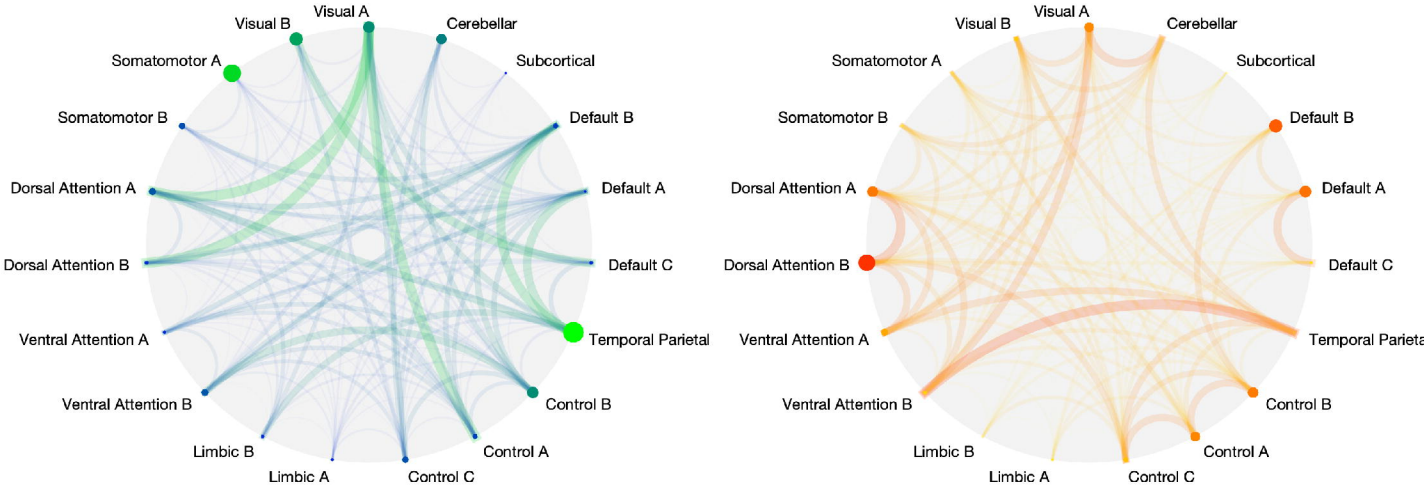 Visual A
Visual B
Cerebellar
Somatomotor A
Subcortical
Somatomotor B
Default B
Dorsal Attention A
Default A
Dorsal Attention B
Default C
Ventral Attention A
Temporal Parietal
Ventral Attention B
Control B
Limbic B
Control A
Limbic A
Control C
Visual A
Visual B
Cerebellar
Somatomotor A
Subcortical
Somatomotor B
Default B
Dorsal Attention A
Default A
Dorsal Attention B
Default C
Ventral Attention A
Temporal Parieta
Ventral Attention B
Control B
Limbic B
Control A
Limbic A
Control C